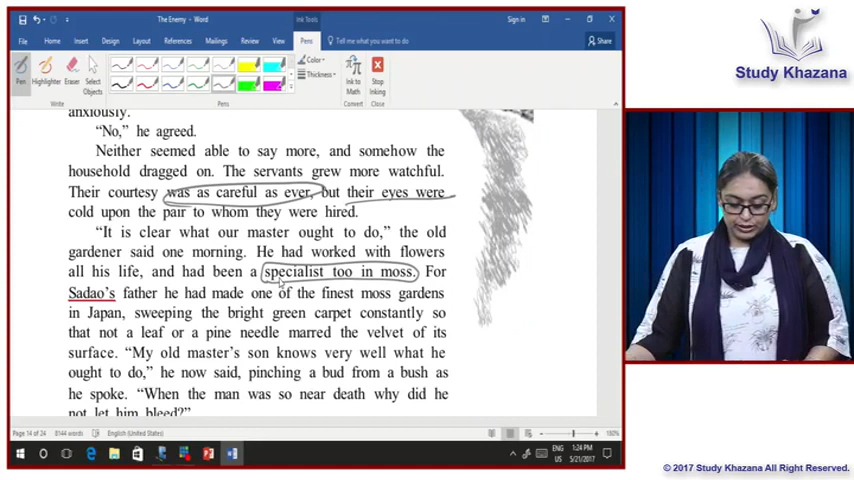 The Enemy - Word
Ink Tools
Sign in
File
Home
Insert
Design
Layout
References
Mailings
Review
View
Pens
Tell me what you want to do
Share
Pen
Highlighter
Eraser
Select
Objects
Color
Thickness
Ink to
Math
Stop
Inking
Write
Pens
Convert
Close
anxiously.
“No,” he agreed.
Neither seemed able to say more, and somehow the
household dragged on. The servants grew more watchful.
Their courtesy was as careful as ever, but their eyes were
cold upon the pair to whom they were hired.
“It is clear what our master ought to do,” the old
gardener said one morning. He had worked with flowers
all his life, and had been a specialist too in moss. For
Sadao’s father he had made one of the finest moss gardens
in Japan, sweeping the bright green carpet constantly so
that not a leaf or a pine needle marred the velvet of its
surface. “My old master’s son knows very well what he
ought to do,” he now said, pinching a bud from a bush as
he spoke. “When the man was so near death why did he
not let him bleed?”
Page 14 of 24
8144 words
English (United States)
1:24 PM
5/21/2017
Study Khazana
© 2017 Study Khazana All Right Reserved.